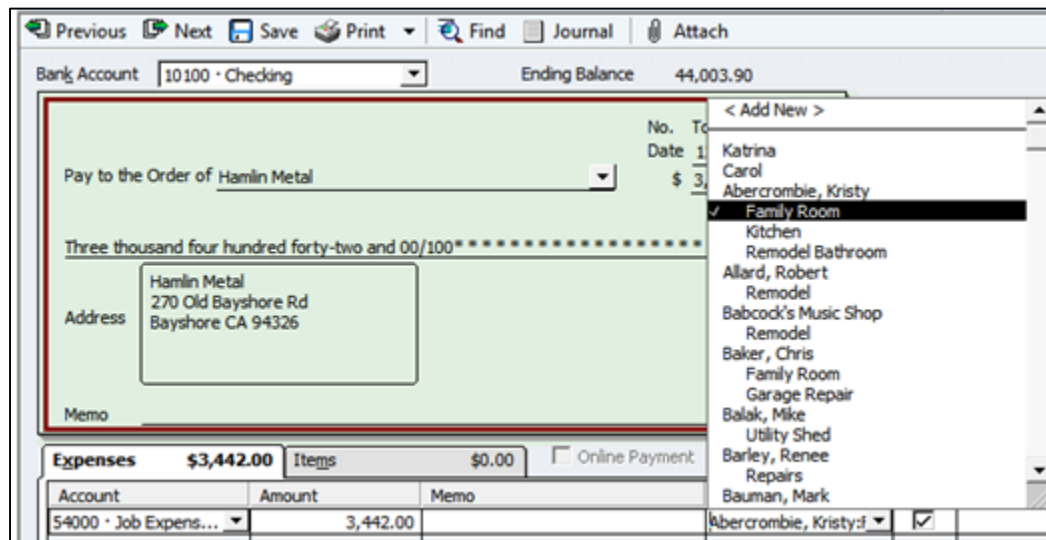 Previous Next Save Print Find Journal Attach
Bank Account 10100 · Checking Ending Balance 44,003.90
< Add New >
No. To
Date 1
Pay to the Order of Hamlin Metal $ 3,
Three thousand four hundred forty-two and 00/100* * * * * * * * * * * * * * * * * *
Hamlin Metal
270 Old Bayshore Rd
Address Bayshore CA 94326
Memo
Katrina
Carol
Abercrombie, Kristy
✓ Family Room
Kitchen
Remodel Bathroom
Allard, Robert
Remodel
Babcock's Music Shop
Remodel
Baker, Chris
Family Room
Garage Repair
Balak, Mike
Utility Shed
Barley, Renee
Repairs
Bauman, Mark
Expenses $3,442.00 Items $0.00 Online Payment
Account Amount Memo
54000 · Job Expens... 3,442.00 Abercrombie, Kristy:F